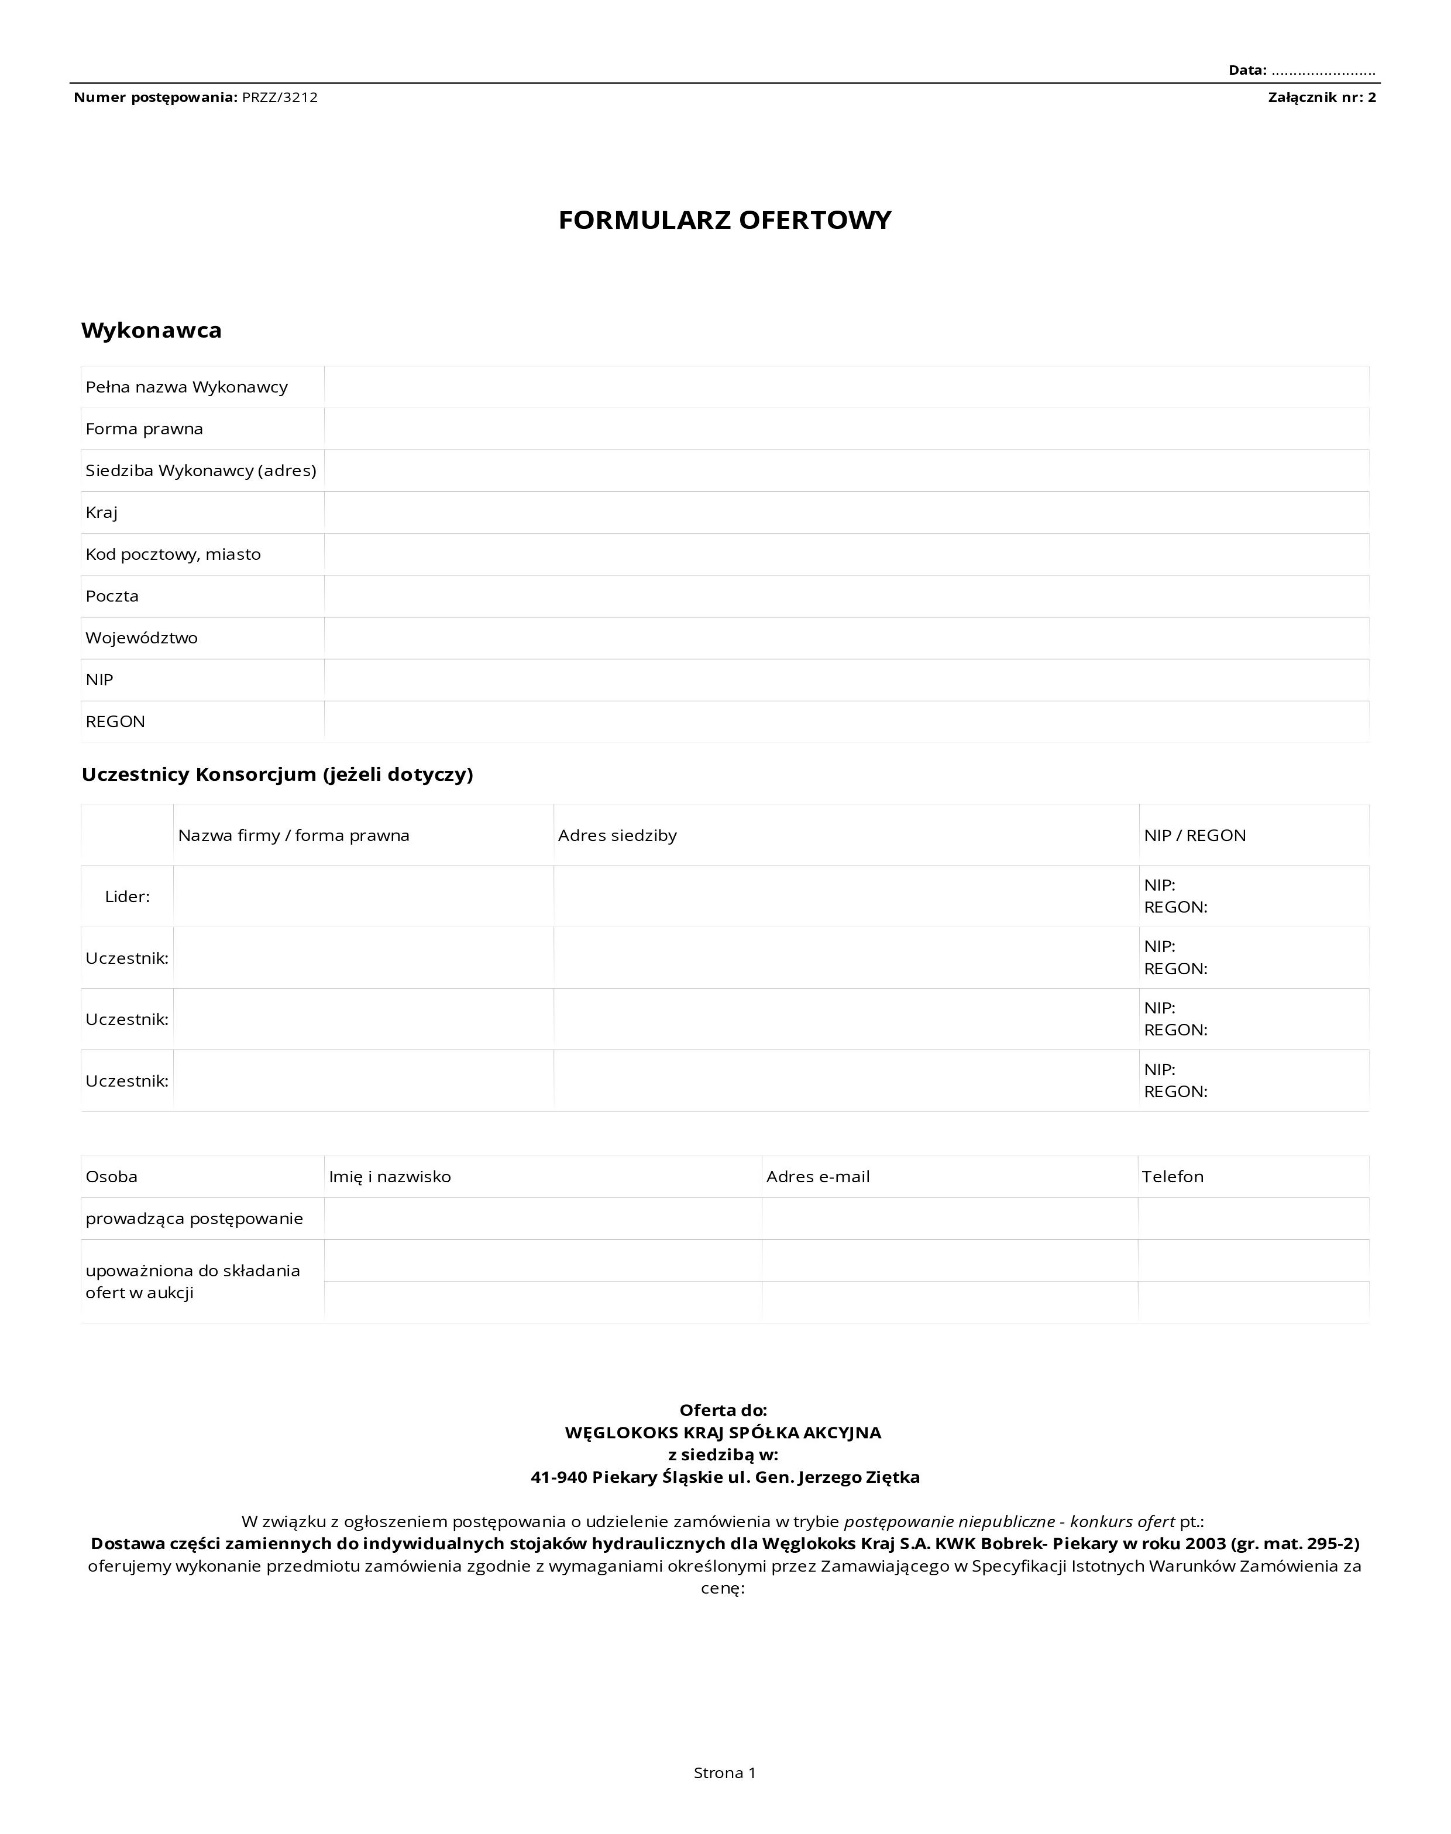 Data: ........................
Numer postępowania: PRZZ/3212
Załącznik nr: 2
FORMULARZ OFERTOWY
Wykonawca
Pełna nazwa Wykonawcy
Forma prawna
Siedziba Wykonawcy (adres)
Kraj
Kod pocztowy, miasto
Poczta
Województwo
NIP
REGON
Uczestnicy Konsorcjum (jeżeli dotyczy)
Nazwa firmy / forma prawna
Adres siedziby
NIP / REGON
Lider:
NIP:
REGON:
Uczestnik:
NIP:
REGON:
Uczestnik:
NIP:
REGON:
Uczestnik:
NIP:
REGON:
Osoba
Imię i nazwisko
Adres e-mail
Telefon
prowadząca postępowanie
upoważniona do składania
ofert w aukcji
Oferta do:
WĘGLOKOKS KRAJ SPÓŁKA AKCYJNA
z siedzibą w:
41-940 Piekary Śląskie ul. Gen. Jerzego Ziętka
W związku z ogłoszeniem postępowania o udzielenie zamówienia w trybie postępowanie niepubliczne - konkurs ofert pt.:
Dostawa części zamiennych do indywidualnych stojaków hydraulicznych dla Węglokoks Kraj S.A. KWK Bobrek- Piekary w roku 2003 (gr. mat. 295-2)
oferujemy wykonanie przedmiotu zamówienia zgodnie z wymaganiami określonymi przez Zamawiającego w Specyfikacji Istotnych Warunków Zamówienia za
cenę:
Strona 1